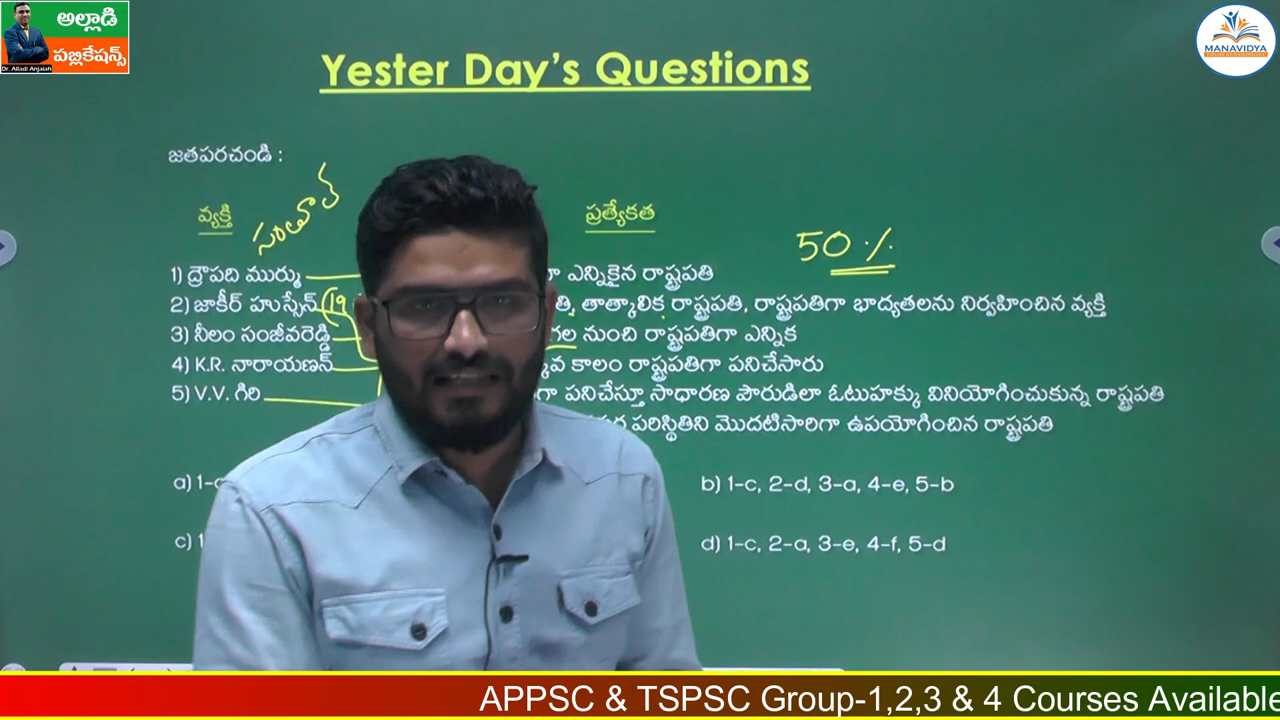 అల్లాడి
పబ్లికేషన్స్
Dr. Alladi Anjaiah
MANAVIDYA
Yester Day's Questions
జతపరచండి :
వ్యక్తి
ప్రత్యేకత
50 %
1) ద్రౌపది ముర్ము ఎన్నికైన రాష్ట్రపతి
2) జాకీర్ హుస్సేన్ 19 తాత్కాలిక రాష్ట్రపతి, రాష్ట్రపతిగా భాద్యతలను నిర్వహించిన వ్యక్తి
3) నీలం సంజీవరెడ్డి నుంచి రాష్ట్రపతిగా ఎన్నిక
4) K.R. నారాయణన్ కాలం రాష్ట్రపతిగా పనిచేసారు
5) V.V. గిరి పనిచేస్తూ సాధారణ పౌరుడిలా ఓటుహక్కు వినియోగించుకున్న రాష్ట్రపతి
పరిస్థితిని మొదటిసారిగా ఉపయోగించిన రాష్ట్రపతి
a) b) 1-c, 2-d, 3-a, 4-e, 5-b
c) d) 1-c, 2-a, 3-e, 4-f, 5-d
APPSC & TSPSC Group-1,2,3 & 4 Courses Available